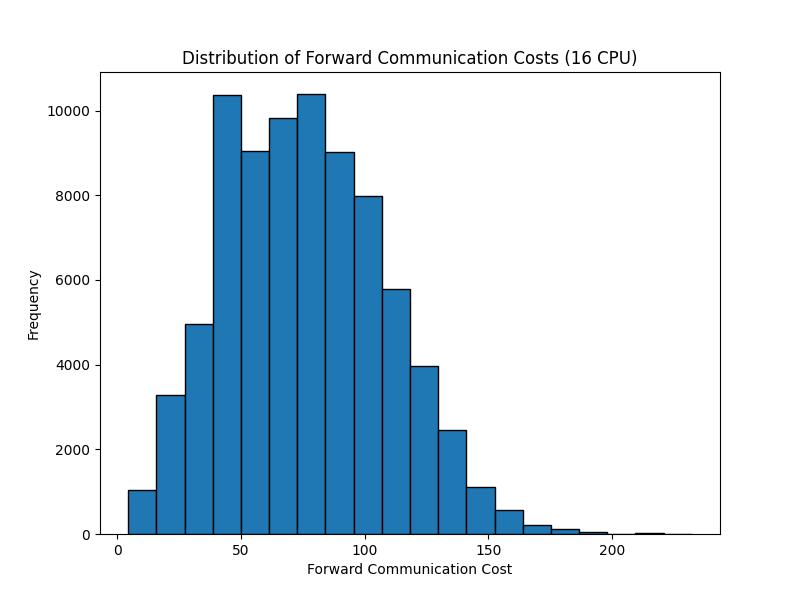 Distribution of Forward Communication Costs (16 CPU)
10000
8000
6000
4000
2000
0
Frequency
0 50 100 150 200
Forward Communication Cost